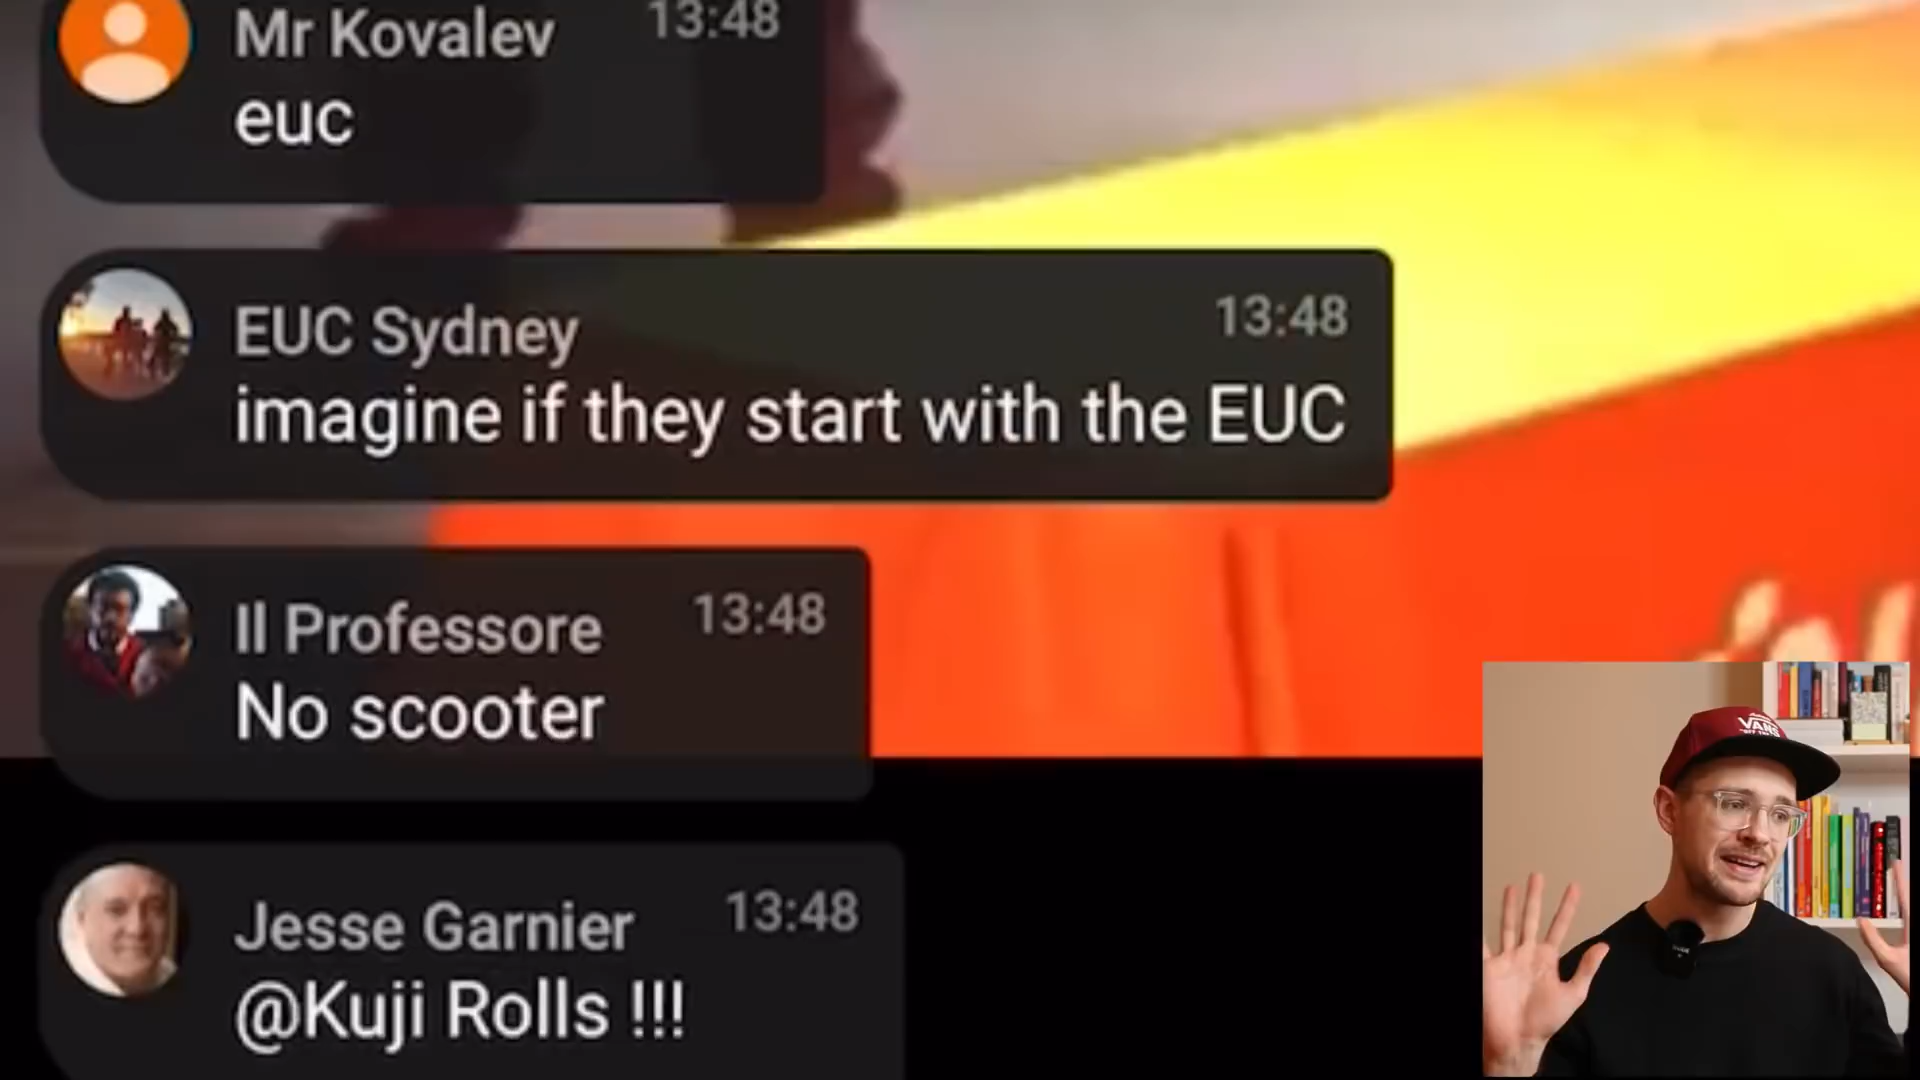 Mr Kovalev 13:48
euc
EUC Sydney 13:48
imagine if they start with the EUC
Il Professore 13:48
No scooter
Jesse Garnier 13:48
@Kuji Rolls !!!
VANS